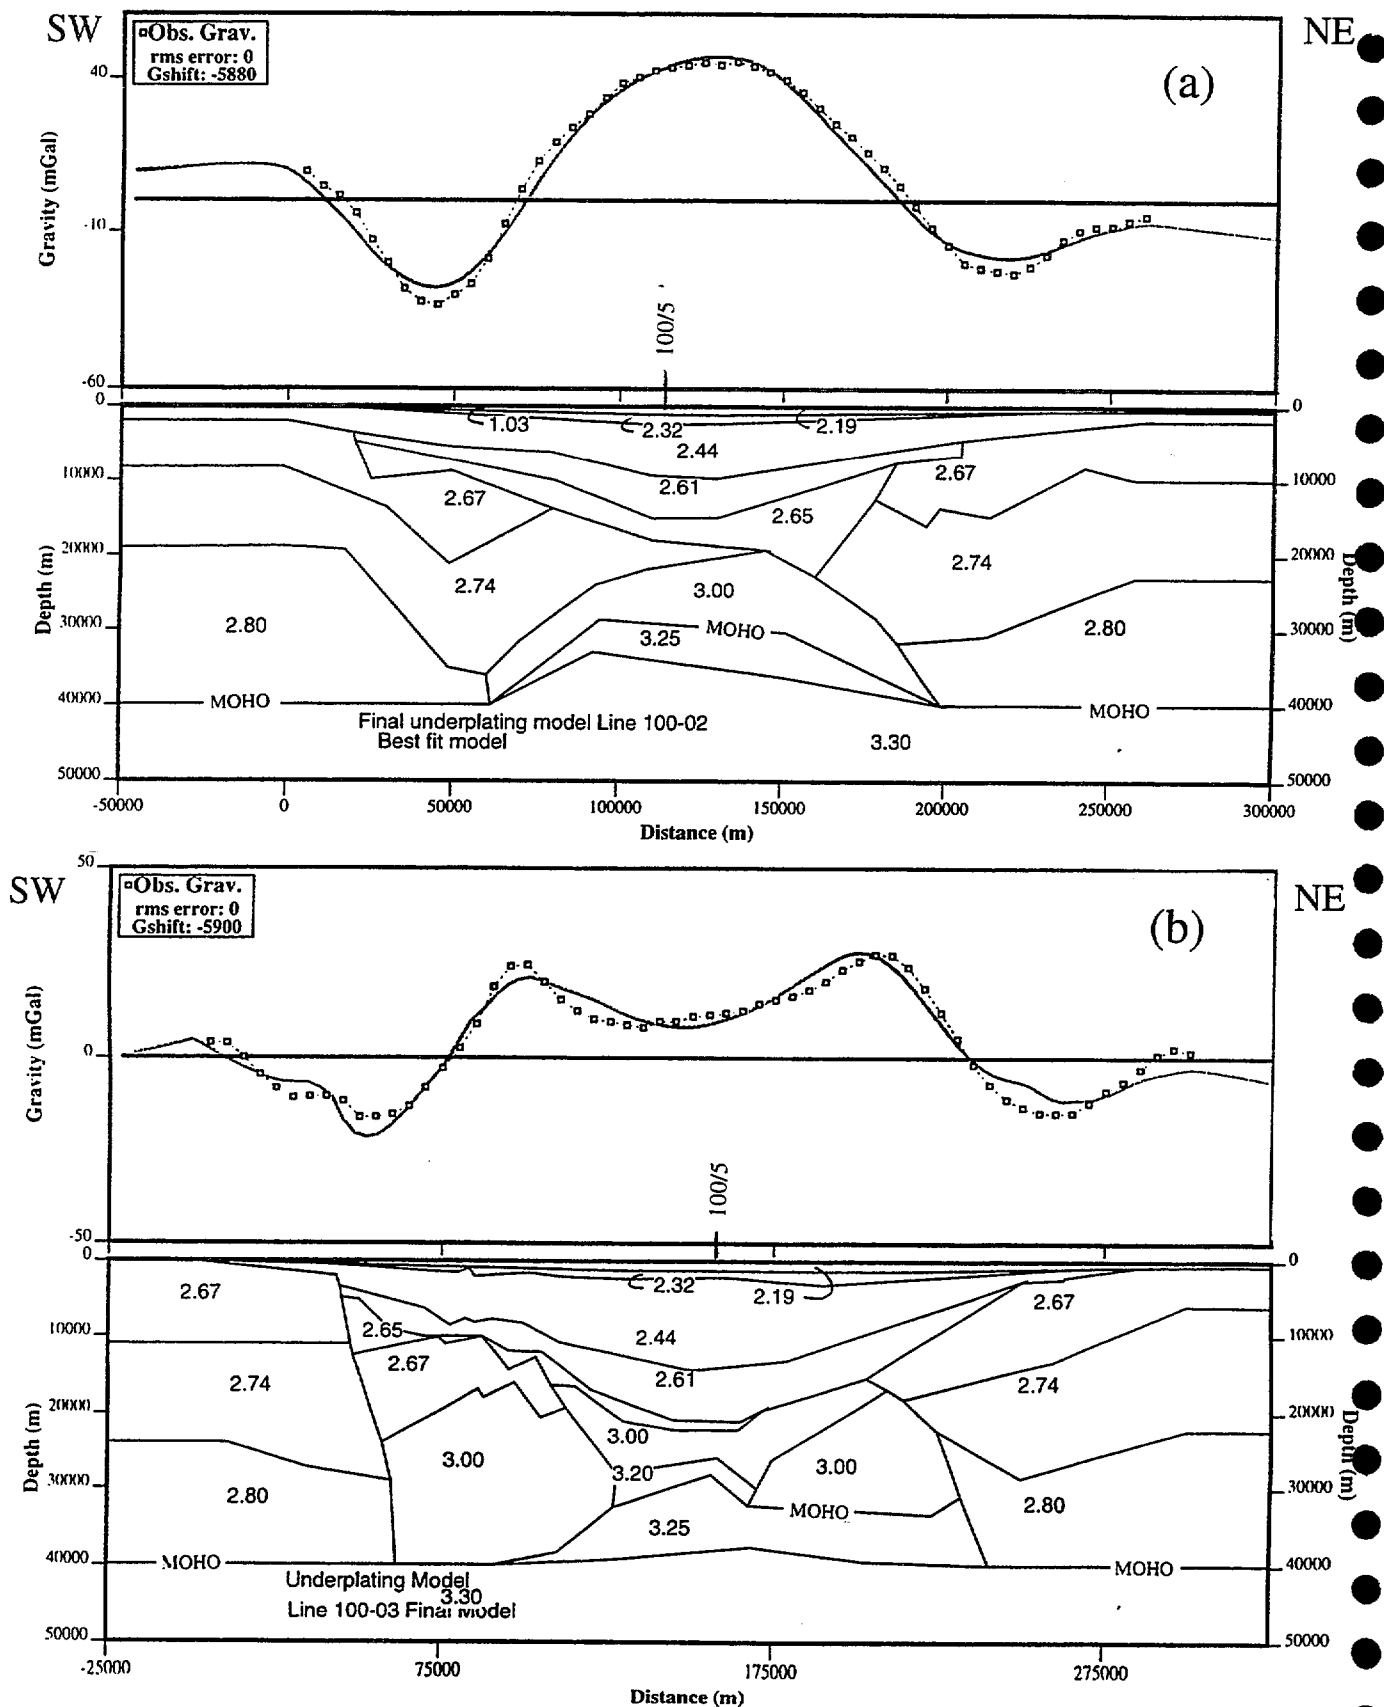 SW
NE
Obs. Grav.
rms error: 0
Gshift: -5880
(a)
40
-10
-60
Gravity (mGal)
100/5
0
10000
20000
30000
40000
50000
Depth (m)
0
10000
20000
30000
40000
50000
Depth (m)
1.03
2.32
2.19
2.44
2.61
2.67
2.67
2.65
2.74
2.74
3.00
2.80
3.25
MOHO
2.80
MOHO
MOHO
Final underplating model Line 100-02
Best fit model
3.30
-50000 0 50000 100000 150000 200000 250000 300000
Distance (m)
SW
NE
Obs. Grav.
rms error: 0
Gshift: -5900
(b)
50
0
-50
Gravity (mGal)
100/5
0
10000
20000
30000
40000
50000
Depth (m)
0
10000
20000
30000
40000
50000
Depth (m)
2.67
2.32
2.19
2.67
2.65
2.44
2.67
2.61
2.74
2.74
3.00
3.00
3.20
3.00
2.80
MOHO
2.80
3.25
MOHO
MOHO
Underplating Model
3.30
Line 100-03 Final Model
-25000 75000 175000 275000
Distance (m)